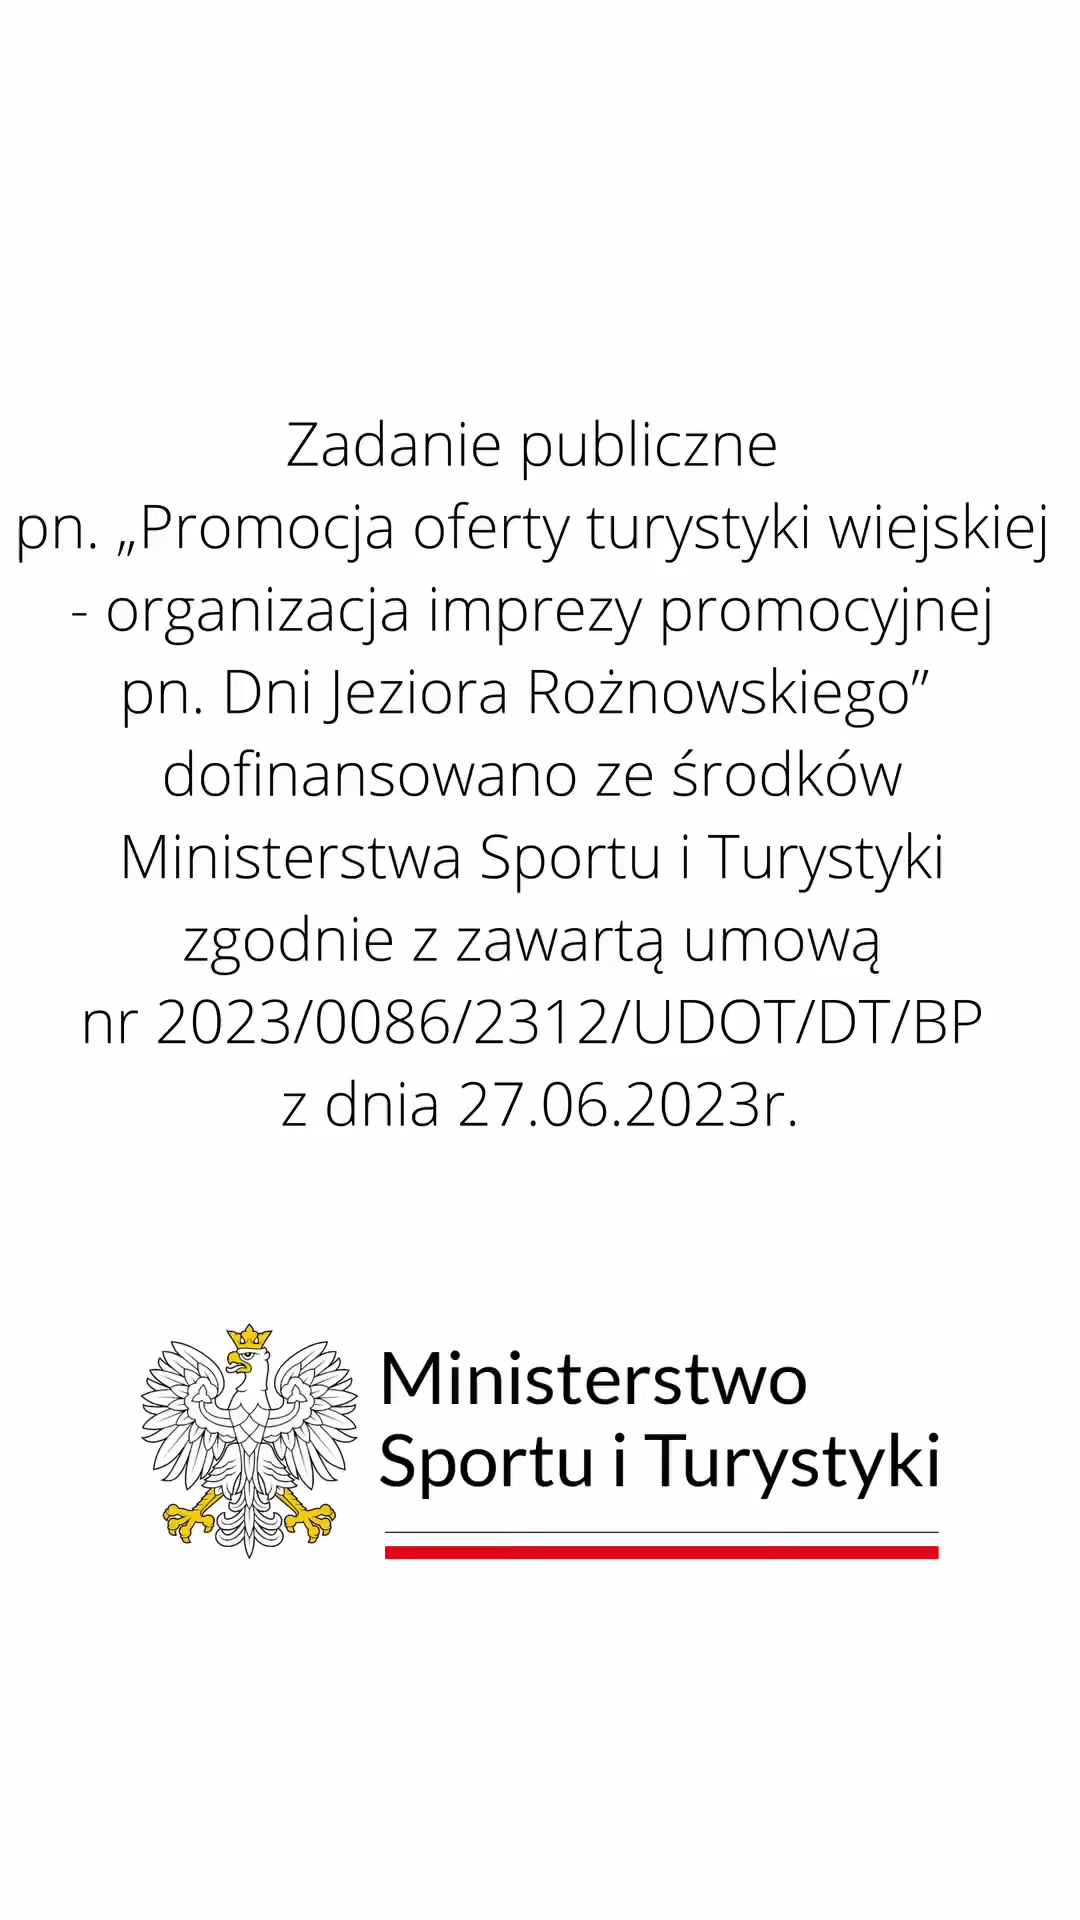 Zadanie publiczne
pn. „Promocja oferty turystyki wiejskiej
- organizacja imprezy promocyjnej
pn. Dni Jeziora Rożnowskiego”
dofinansowano ze środków
Ministerstwa Sportu i Turystyki
zgodnie z zawartą umową
nr 2023/0086/2312/UDOT/DT/BP
z dnia 27.06.2023r.
Ministerstwo
Sportu i Turystyki